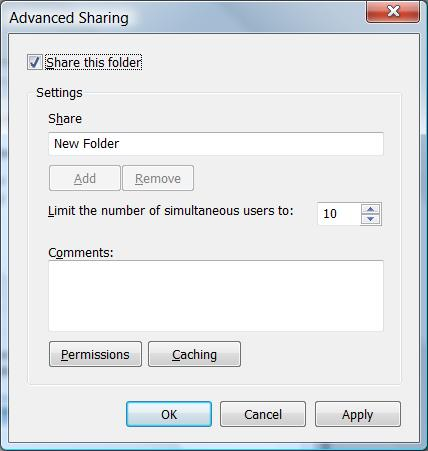 Advanced Sharing
Share this folder
Settings
Share
New Folder
Add Remove
Limit the number of simultaneous users to: 10
Comments:
Permissions Caching
OK Cancel Apply